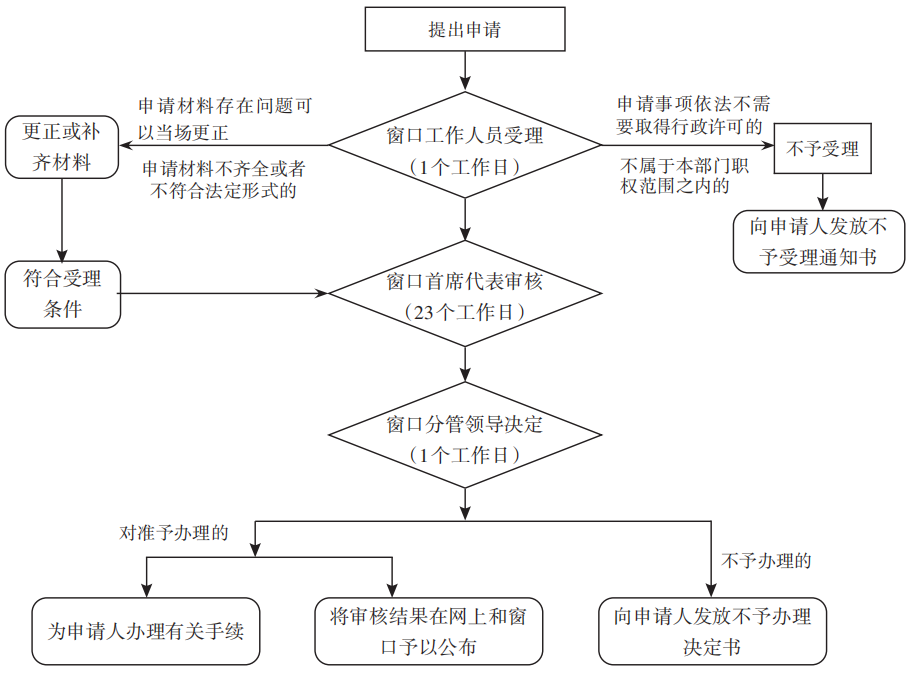 提出申请
申请材料存在问题可
以当场更正
申请事项依法不需
要取得行政许可的
更正或补
齐材料
窗口工作人员受理
（1个工作日）
不予受理
申请材料不齐全或者
不符合法定形式的
不属于本部门职
权范围之内的
向申请人发放不
予受理通知书
符合受理
条件
窗口首席代表审核
（23个工作日）
窗口分管领导决定
（1个工作日）
对准予办理的
不予办理的
为申请人办理有关手续
将审核结果在网上和窗
口予以公布
向申请人发放不予办理
决定书